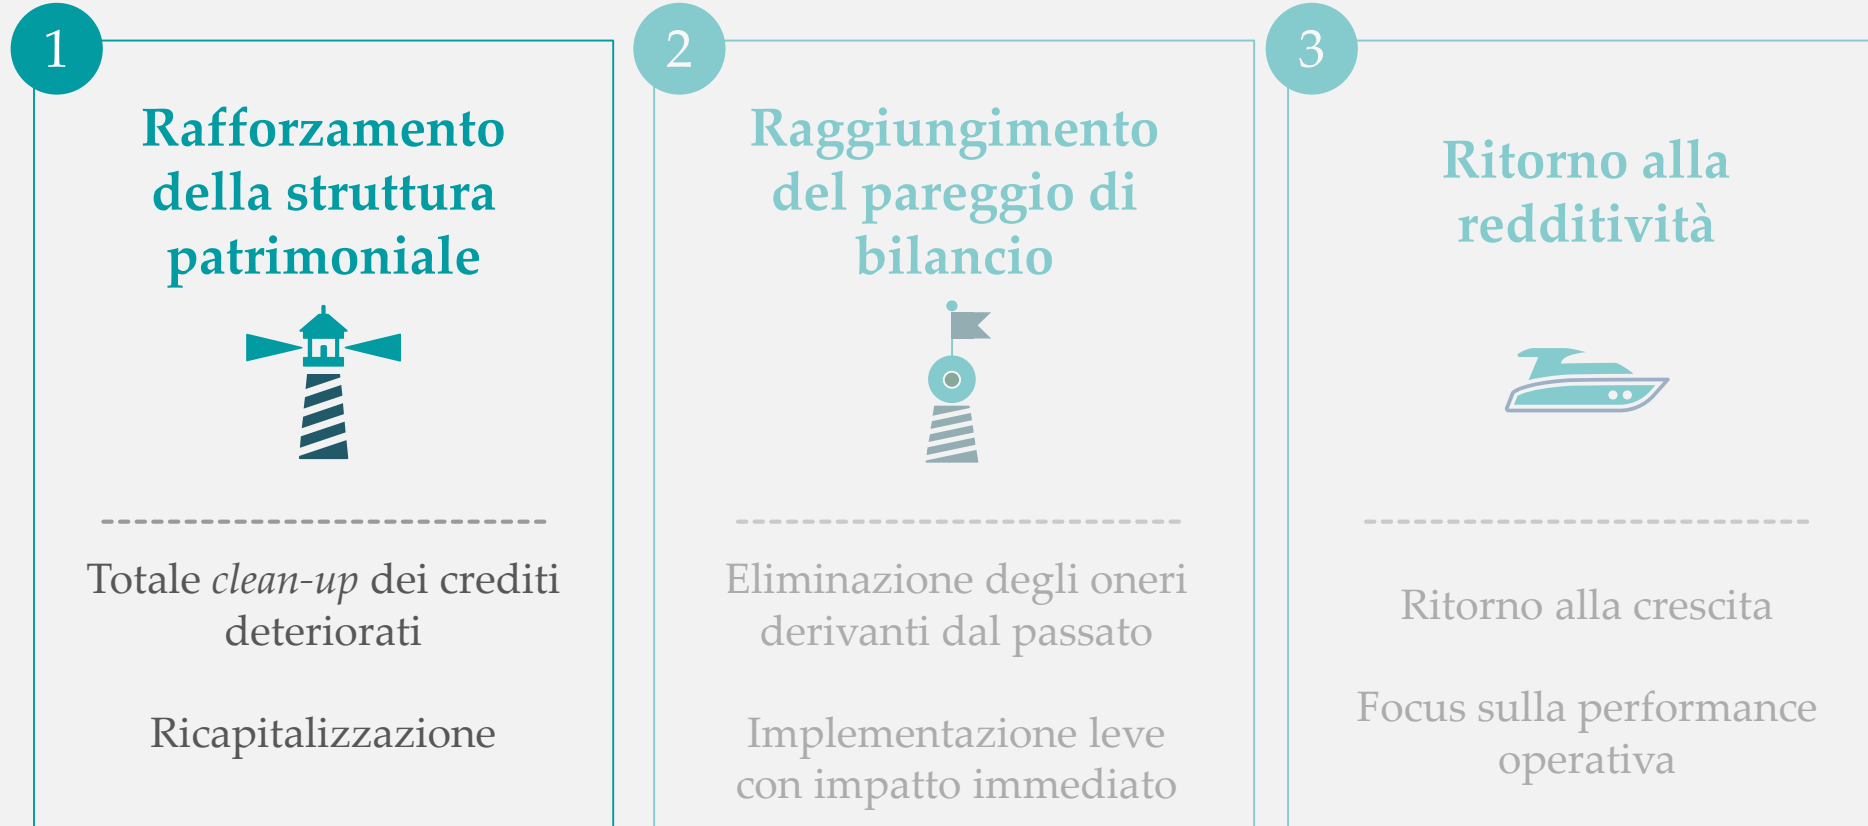 1
Rafforzamento
della struttura
patrimoniale
Totale clean-up dei crediti
deteriorati
Ricapitalizzazione
2
Raggiungimento
del pareggio di
bilancio
Eliminazione degli oneri
derivanti dal passato
Implementazione leve
con impatto immediato
3
Ritorno alla
redditività
Ritorno alla crescita
Focus sulla performance
operativa